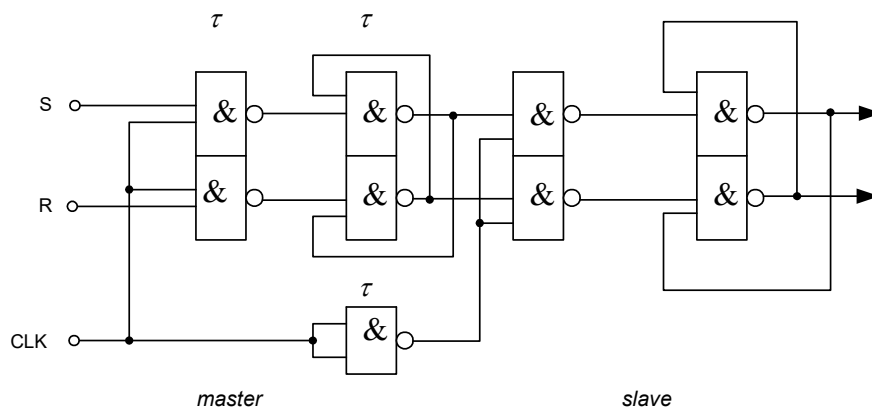 τ τ
S & & & &
R & & & &
τ
CLK &
master slave